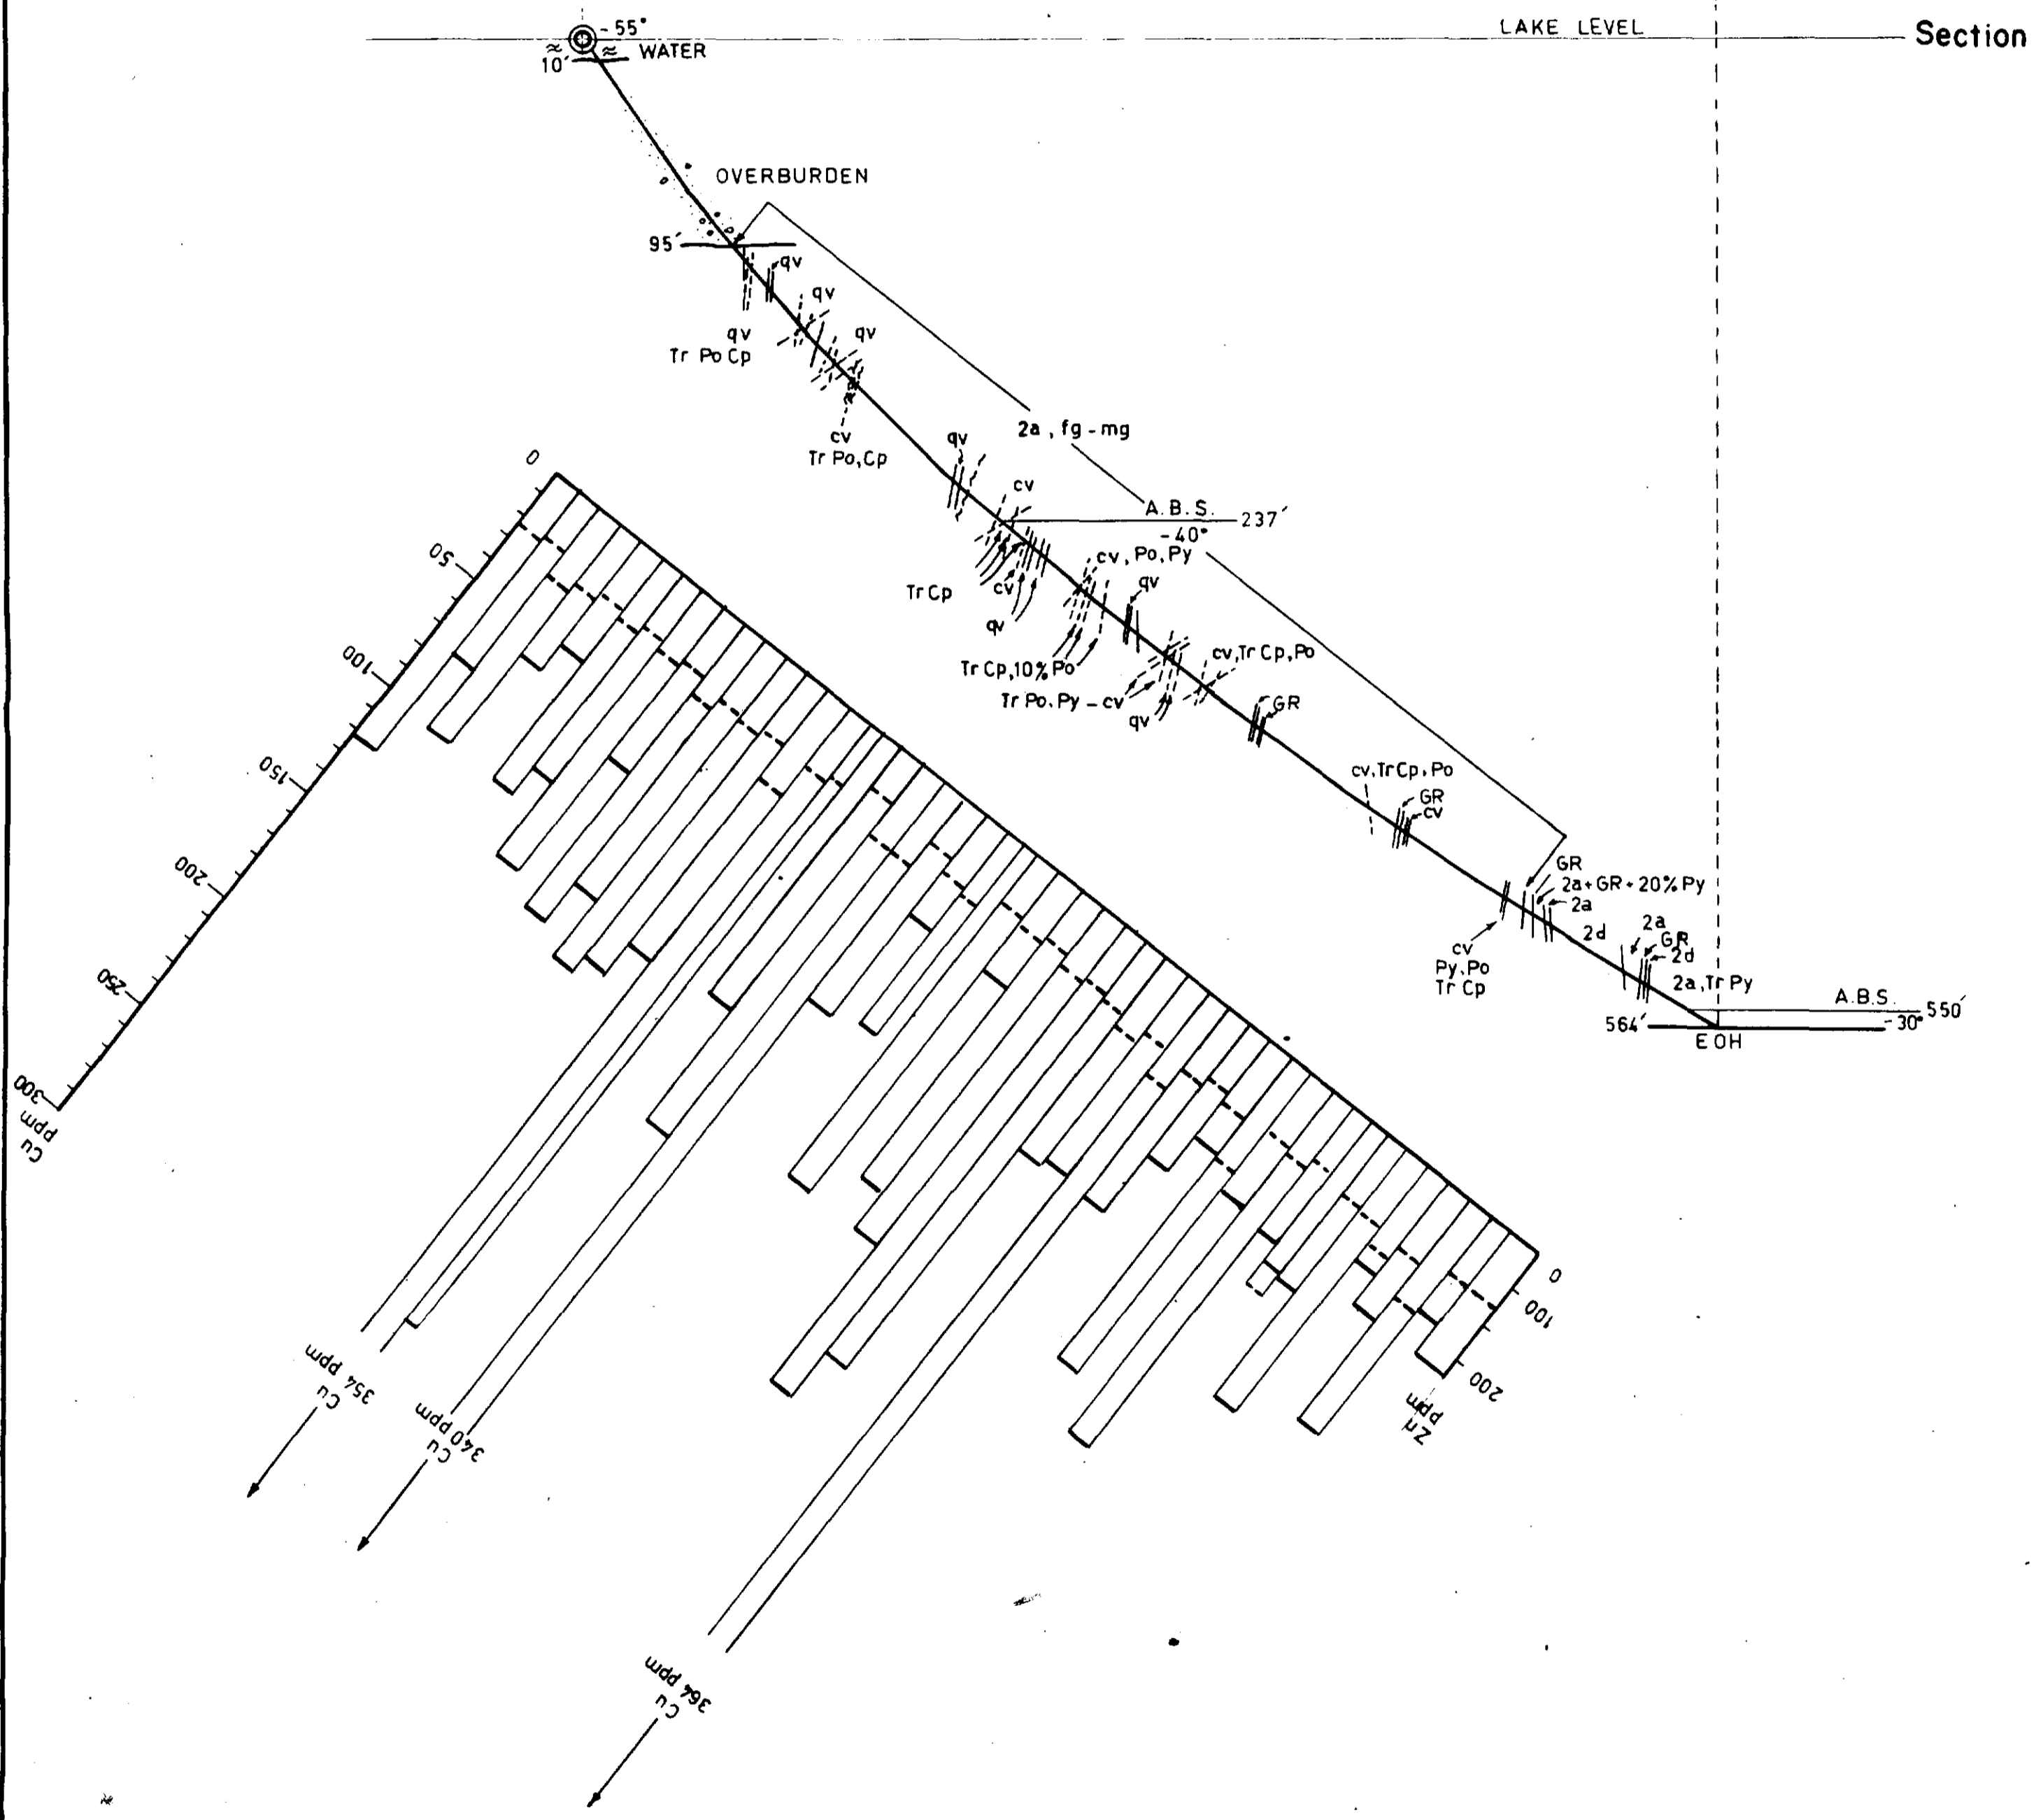 -55°
LAKE LEVEL
Section
≈ ≈ WATER
10′
OVERBURDEN
95′
qv
qv
qv
qv
Tr Po Cp
cv
Tr Po, Cp
2a, fg-mg
qv
cv
A.B.S.
237′
-40°
cv, Po, Py
Tr Cp
cv
qv
qv
Tr Cp, 10% Po
cv, Tr Cp, Po
Tr Po, Py - cv
qv
GR
cv, Tr Cp, Po
GR
cv
GR
2a + GR + 20% Py
2a
2d
2a
GR
2d
cv
Py, Po
Tr Cp
2a, Tr Py
A.B.S.
550′
-30°
564′
EOH
0
50
100
150
200
250
300
ppm
Cu
0
100
200
ppm
Zn
354 ppm
Cu
340 ppm
Cu
364 ppm
Cu